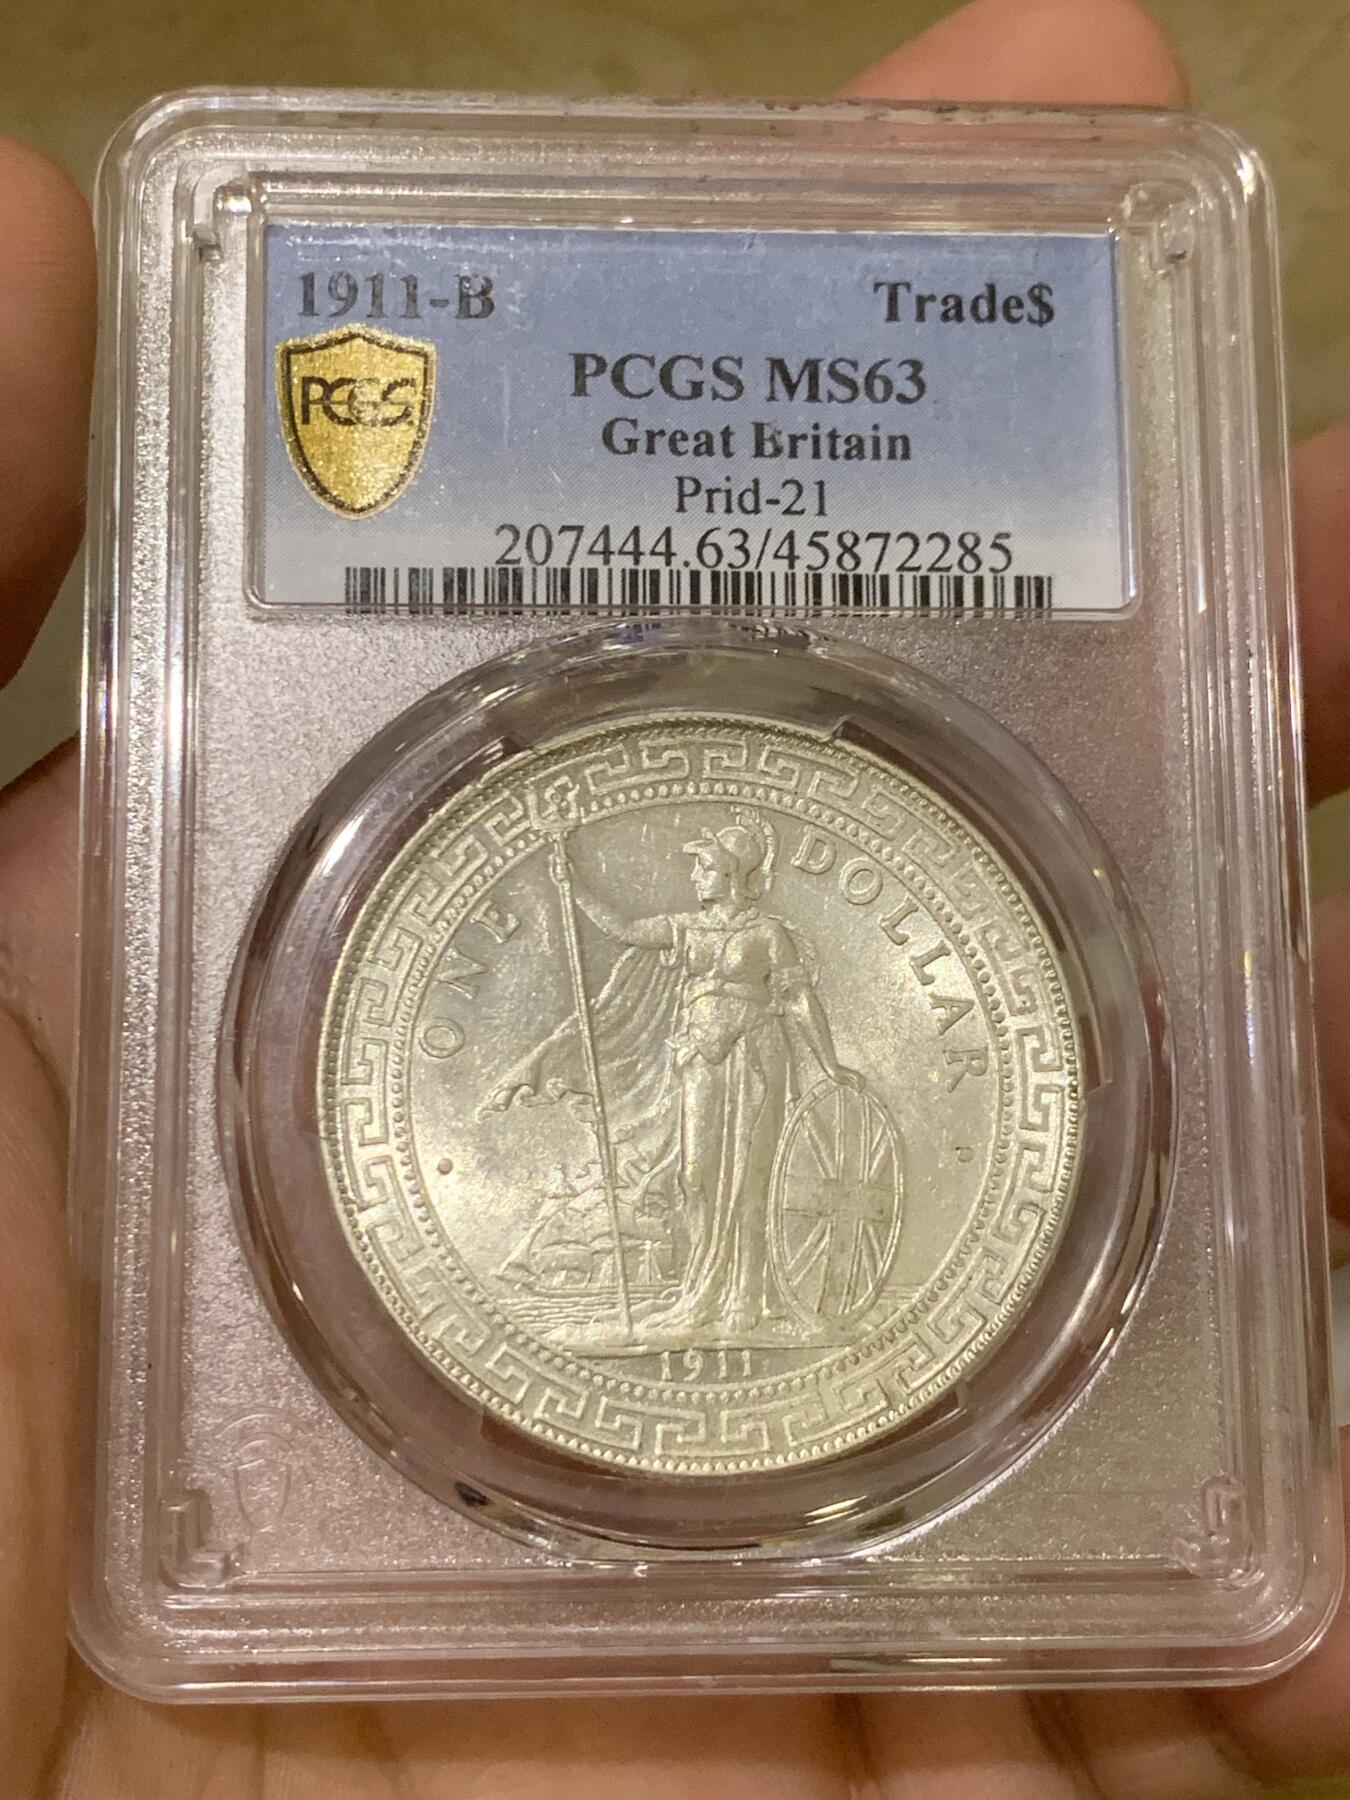 1911-B Trade$
PCGS MS63
PCGS
Great Britain
Prid-21
207444.63/45872285
ONE DOLLAR
1911